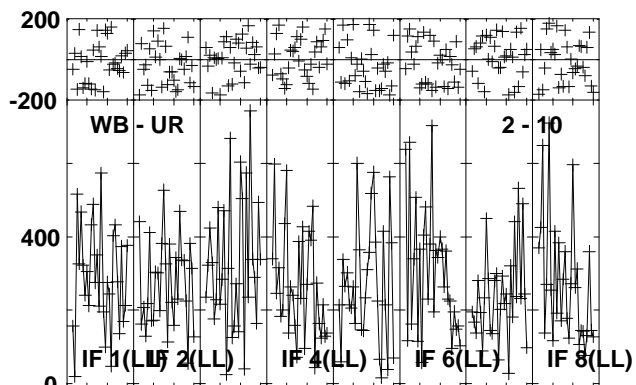 200
-200
WB - UR 2 - 10
400
0
IF 1(LL) IF 2(LL) IF 4(LL) IF 6(LL) IF 8(LL)